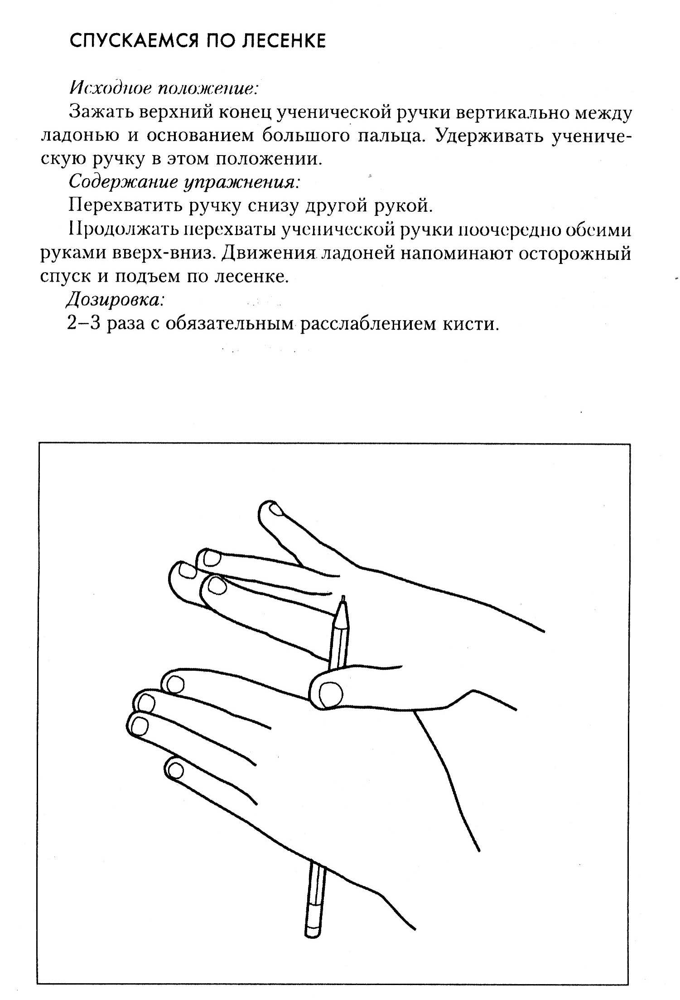 СПУСКАЕМСЯ ПО ЛЕСЕНКЕ
Исходное положение:
Зажать верхний конец ученической ручки вертикально между
ладонью и основанием большого пальца. Удерживать учениче-
скую ручку в этом положении.
Содержание упражнения:
Перехватить ручку снизу другой рукой.
Продолжать перехваты ученической ручки поочередно обеими
руками вверх-вниз. Движения ладоней напоминают осторожный
спуск и подъем по лесенке.
Дозировка:
2–3 раза с обязательным расслаблением кисти.